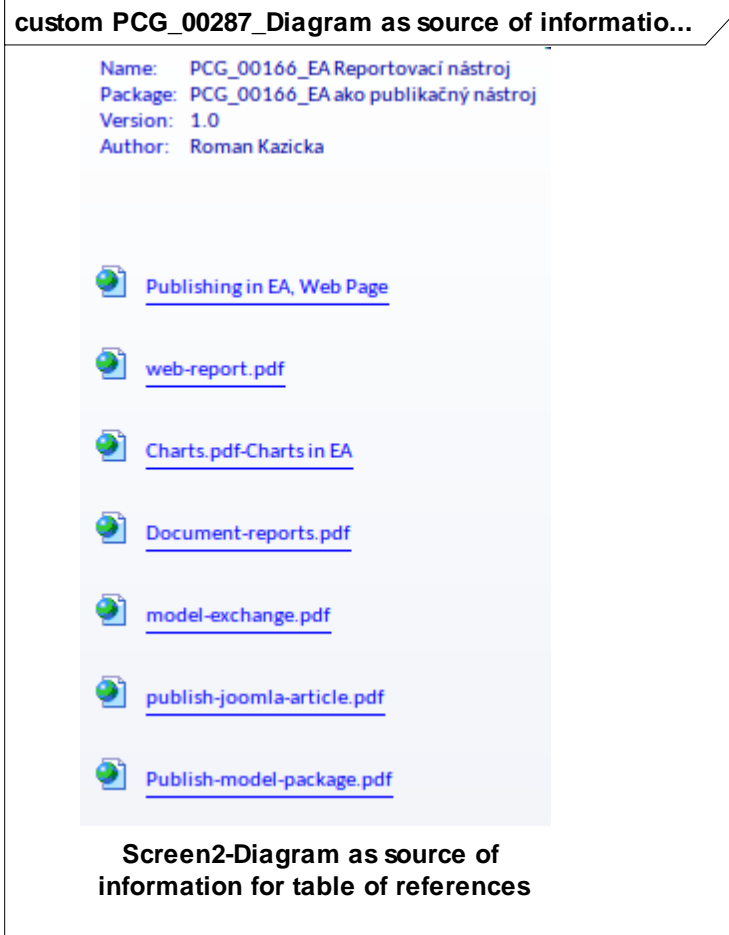 custom PCG_00287_Diagram as source of informatio...
Name: PCG_00166_EA Reportovací nástroj
Package: PCG_00166_EA ako publikačný nástroj
Version: 1.0
Author: Roman Kazicka
Publishing in EA, Web Page
web-report.pdf
Charts.pdf-Charts in EA
Document-reports.pdf
model-exchange.pdf
publish-joomla-article.pdf
Publish-model-package.pdf
Screen2-Diagram as source of
information for table of references